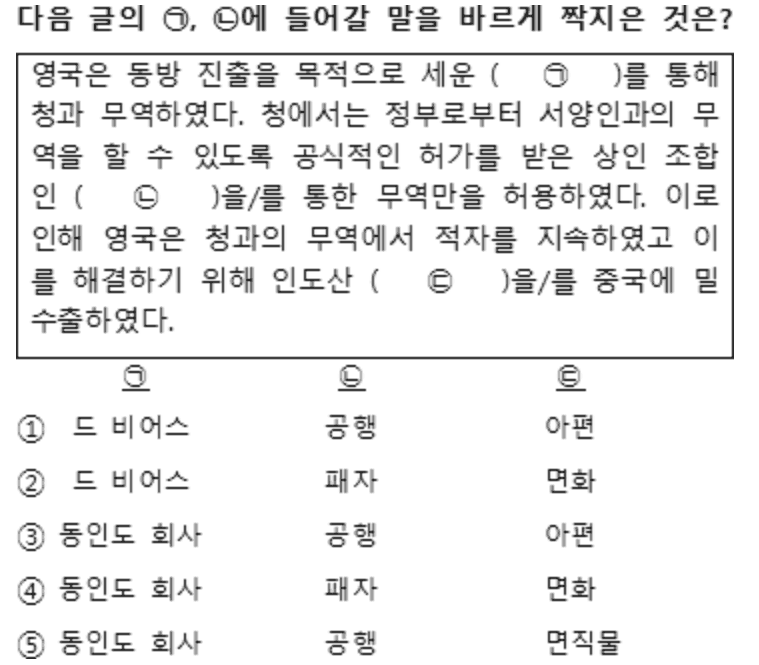 다음 글의 ㉠, ㉡에 들어갈 말을 바르게 짝지은 것은?
영국은 동방 진출을 목적으로 세운 ( ㉠ )를 통해
청과 무역하였다. 청에서는 정부로부터 서양인과의 무
역을 할 수 있도록 공식적인 허가를 받은 상인 조합
인 ( ㉡ )을/를 통한 무역만을 허용하였다. 이로
인해 영국은 청과의 무역에서 적자를 지속하였고 이
를 해결하기 위해 인도산 ( ㉢ )을/를 중국에 밀
수출하였다.
㉠ ㉡ ㉢
① 드 비어스 공행 아편
② 드 비어스 패자 면화
③ 동인도 회사 공행 아편
④ 동인도 회사 패자 면화
⑤ 동인도 회사 공행 면직물